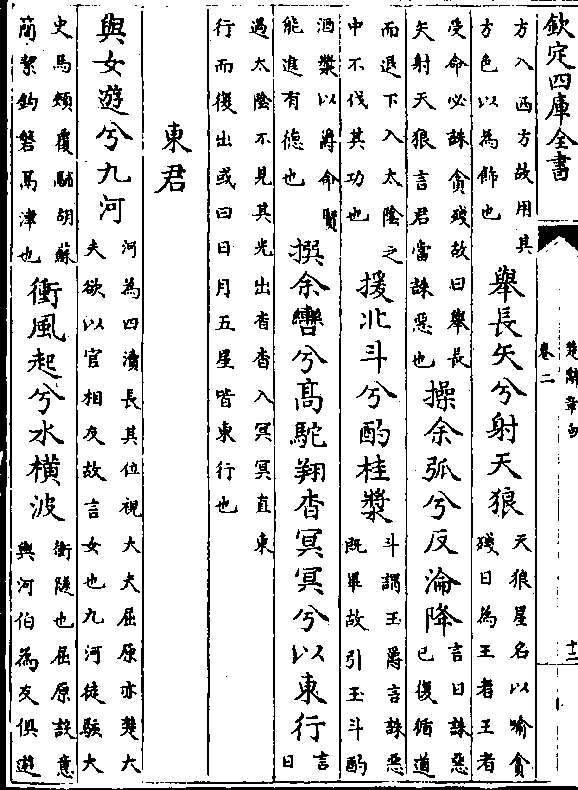 欽定四庫全書
楚辭章句
卷二
十二
方入西方故用其
方色以為飾也
舉長矢兮射天狼
天狼星名以喻貪
殘日為王者王者
受命必誅貪殘故曰舉長
矢射天狼言君當誅惡也
操余弧兮反淪降
言日誅惡
已復循道
而退下入太陰之
中不伐其功也
援北斗兮酌桂漿
斗謂玉爵言誅惡
既畢故引玉斗酌
酒漿以爵命賢
能進有德也
撰余轡兮高駝翔杳冥冥兮以東行
言
日
過太陰不見其光出杳杳入冥冥直東
行而復出或曰日月五星皆東行也
東君
與女遊兮九河
河為四瀆長其位視大夫屈原亦楚大
夫欲以官相友故言女也九河徒駭大
史馬頰覆鬴胡蘇
簡絜鉤磐鬲津也
衝風起兮水橫波
衝隧也屈原設意
與河伯為友俱遊